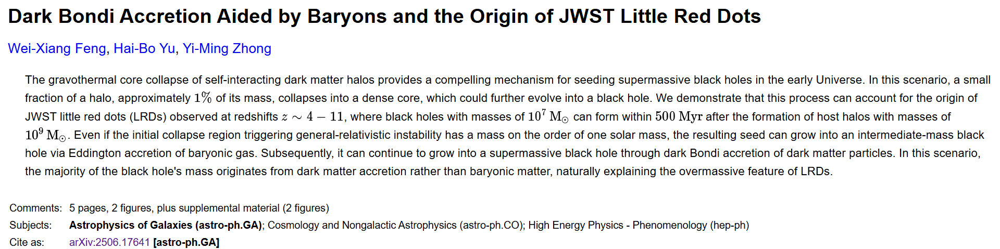 Dark Bondi Accretion Aided by Baryons and the Origin of JWST Little Red Dots
Wei-Xiang Feng, Hai-Bo Yu, Yi-Ming Zhong
The gravothermal core collapse of self-interacting dark matter halos provides a compelling mechanism for seeding supermassive black holes in the early Universe. In this scenario, a small
fraction of a halo, approximately 1% of its mass, collapses into a dense core, which could further evolve into a black hole. We demonstrate that this process can account for the origin of
JWST little red dots (LRDs) observed at redshifts z ∼ 4 − 11, where black holes with masses of 10⁷ M⊙ can form within 500 Myr after the formation of host halos with masses of
10⁹ M⊙. Even if the initial collapse region triggering general-relativistic instability has a mass on the order of one solar mass, the resulting seed can grow into an intermediate-mass black
hole via Eddington accretion of baryonic gas. Subsequently, it can continue to grow into a supermassive black hole through dark Bondi accretion of dark matter particles. In this scenario,
the majority of the black hole's mass originates from dark matter accretion rather than baryonic matter, naturally explaining the overmassive feature of LRDs.
Comments: 5 pages, 2 figures, plus supplemental material (2 figures)
Subjects: Astrophysics of Galaxies (astro-ph.GA); Cosmology and Nongalactic Astrophysics (astro-ph.CO); High Energy Physics - Phenomenology (hep-ph)
Cite as: arXiv:2506.17641 [astro-ph.GA]